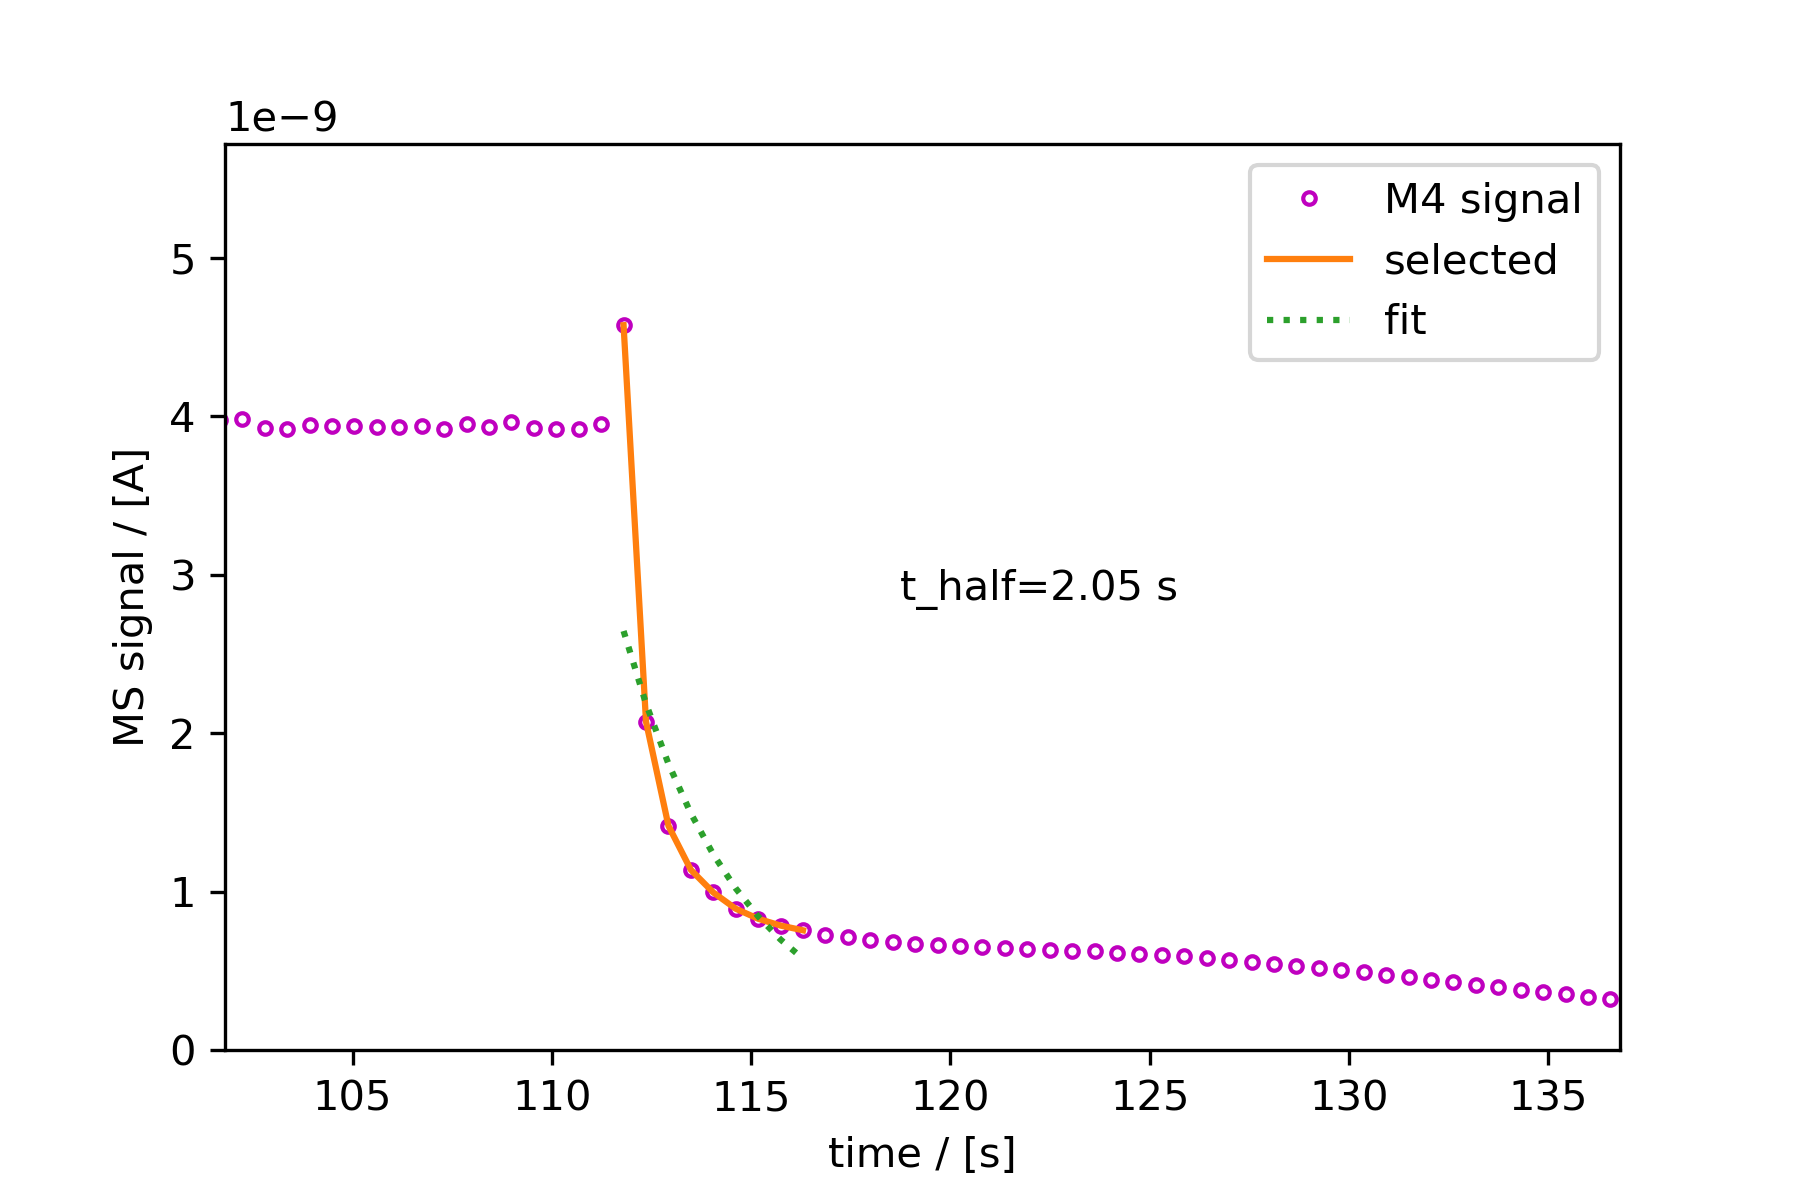 1e−9
M4 signal
selected
fit
5
4
3
2
1
0
MS signal / [A]
t_half=2.05 s
105 110 115 120 125 130 135
time / [s]